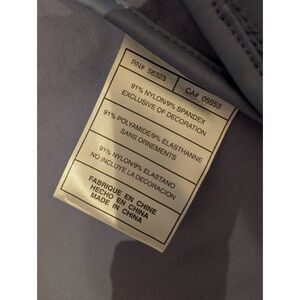 RN# 56323 CA# 05553
91% NYLON/9% SPANDEX
EXCLUSIVE OF DECORATION
91% POLYAMIDE/9% ELASTHANNE
SANS ORNEMENTS
91% NYLON/9% ELASTANO
NO INCLUYE LA DECORACION
FABRIQUE EN CHINE
HECHO EN CHINA
MADE IN CHINA